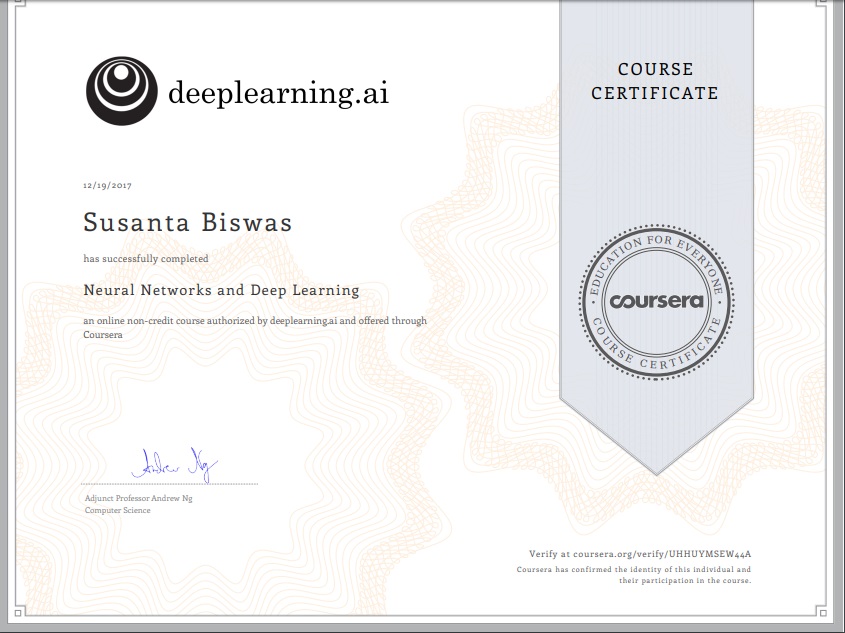 deeplearning.ai
COURSE
CERTIFICATE
12/19/2017
Susanta Biswas
has successfully completed
Neural Networks and Deep Learning
an online non-credit course authorized by deeplearning.ai and offered through
Coursera
EDUCATION FOR EVERYONE
coursera
COURSE CERTIFICATE
Andrew Ng
Adjunct Professor Andrew Ng
Computer Science
Verify at coursera.org/verify/UHHUYMSEW44A
Coursera has confirmed the identity of this individual and
their participation in the course.